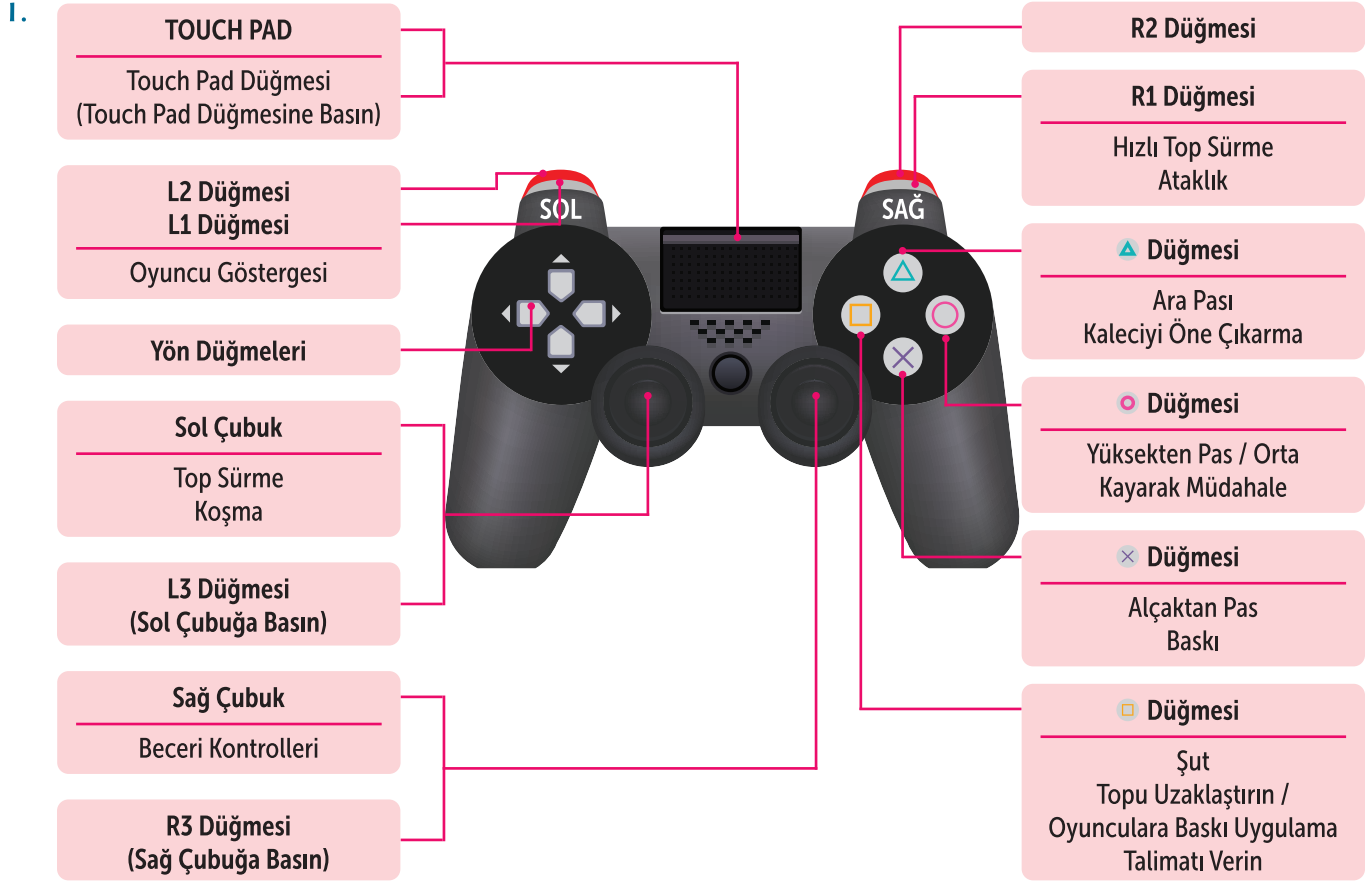 1.
TOUCH PAD
Touch Pad Düğmesi
(Touch Pad Düğmesine Basın)
L2 Düğmesi
L1 Düğmesi
Oyuncu Göstergesi
Yön Düğmeleri
Sol Çubuk
Top Sürme
Koşma
L3 Düğmesi
(Sol Çubuğa Basın)
Sağ Çubuk
Beceri Kontrolleri
R3 Düğmesi
(Sağ Çubuğa Basın)
SOL
SAĞ
R2 Düğmesi
R1 Düğmesi
Hızlı Top Sürme
Ataklık
Düğmesi
Ara Pası
Kaleciyi Öne Çıkarma
Düğmesi
Yüksekten Pas / Orta
Kayarak Müdahale
Düğmesi
Alçaktan Pas
Baskı
Düğmesi
Şut
Topu Uzaklaştırın /
Oyunculara Baskı Uygulama
Talimatı Verin